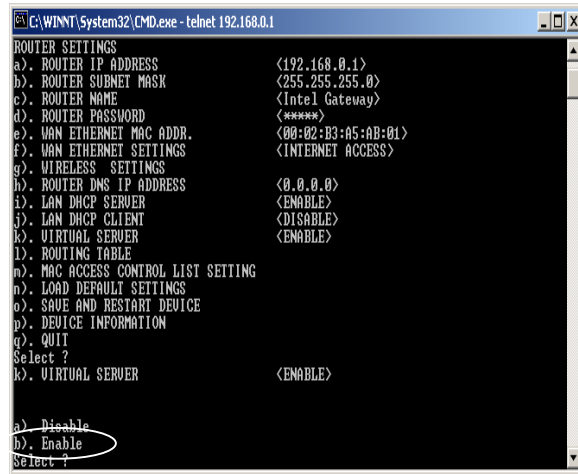 C:\WINNT\System32\CMD.exe - telnet 192.168.0.1
ROUTER SETTINGS
a). ROUTER IP ADDRESS <192.168.0.1>
b). ROUTER SUBNET MASK <255.255.255.0>
c). ROUTER NAME <Intel Gateway>
d). ROUTER PASSWORD <*****>
e). WAN ETHERNET MAC ADDR. <00:02:B3:A5:AB:01>
f). WAN ETHERNET SETTINGS <INTERNET ACCESS>
g). WIRELESS SETTINGS
h). ROUTER DNS IP ADDRESS <0.0.0.0>
i). LAN DHCP SERVER <ENABLE>
j). LAN DHCP CLIENT <DISABLE>
k). VIRTUAL SERVER <ENABLE>
l). ROUTING TABLE
m). MAC ACCESS CONTROL LIST SETTING
n). LOAD DEFAULT SETTINGS
o). SAVE AND RESTART DEVICE
p). DEVICE INFORMATION
q). QUIT
Select ?
k). VIRTUAL SERVER <ENABLE>
a). Disable
b). Enable
Select ?